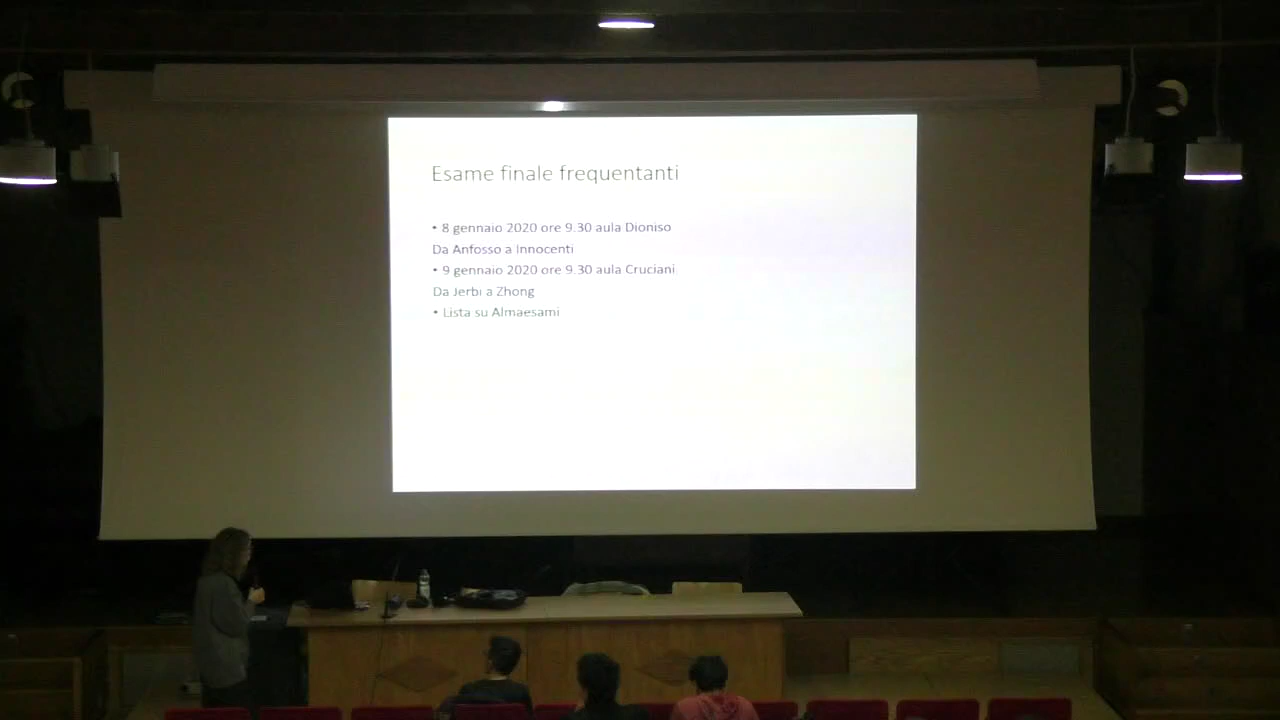 Esame finale frequentanti
• 8 gennaio 2020 ore 9.30 aula Dioniso
Da Anfosso a Innocenti
• 9 gennaio 2020 ore 9.30 aula Cruciani
Da Jerbi a Zhong
• Lista su Almaesami